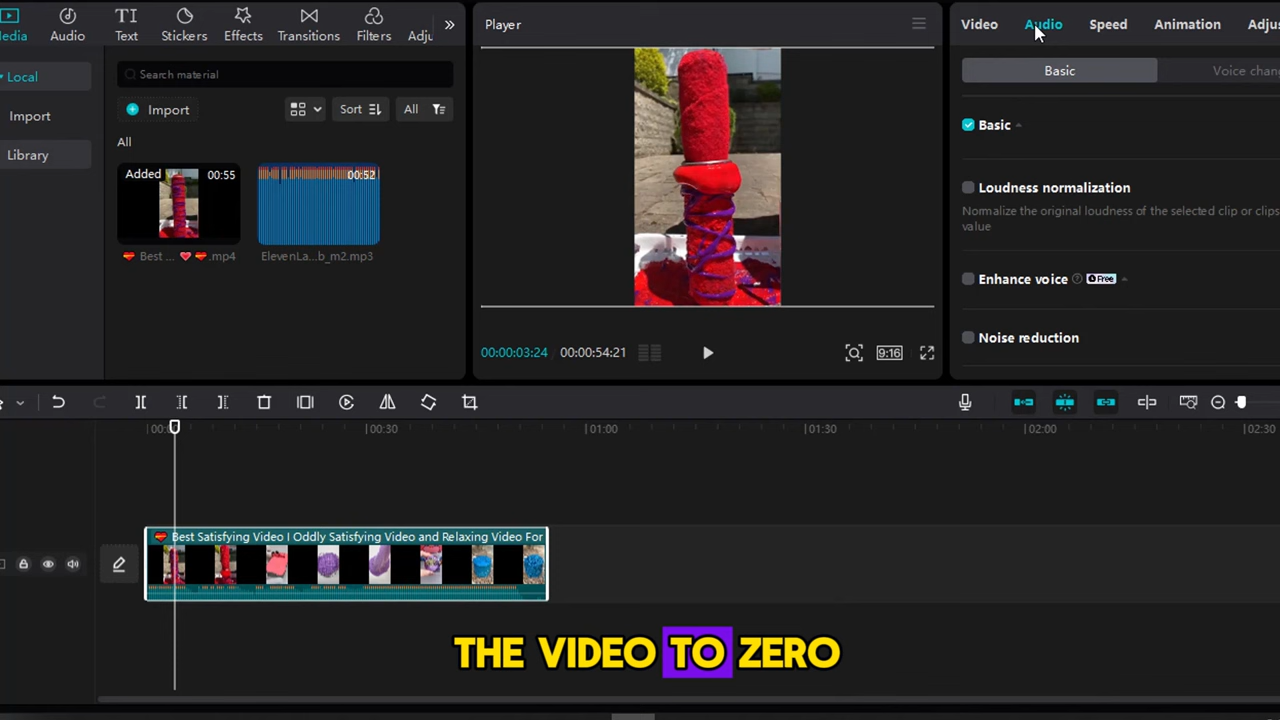 Media
Audio
Text
Stickers
Effects
Transitions
Filters
Adju
Local
Import
Library
Search material
Import
Sort
All
All
Added
00:55
00:52
Best ... .mp4
ElevenLa...b_m2.mp3
Player
00:00:03:24
00:00:54:21
9:16
Video
Audio
Speed
Animation
Adjus
Basic
Voice chan
Basic
Loudness normalization
Normalize the original loudness of the selected clip or clips
value
Enhance voice
Free
Noise reduction
00:0
00:30
01:00
01:30
02:00
02:30
Best Satisfying Video I Oddly Satisfying Video and Relaxing Video For
THE VIDEO TO ZERO